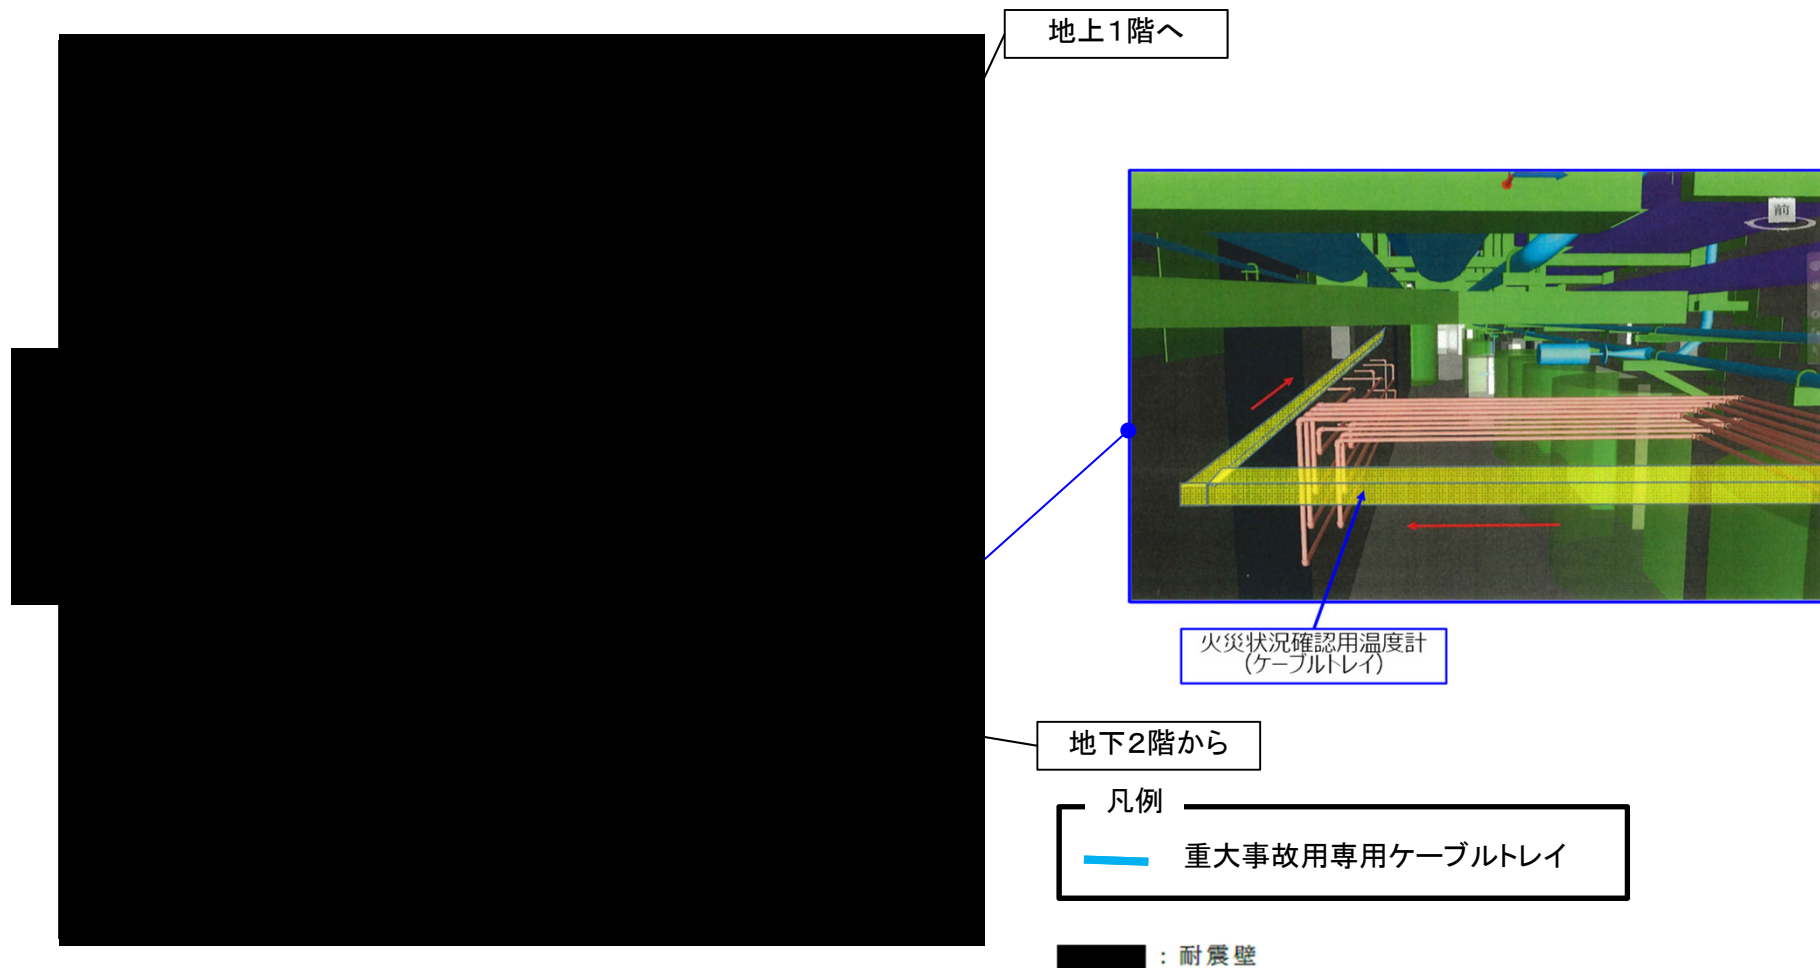 地上１階へ
前
火災状況確認用温度計
(ケーブルトレイ)
地下２階から
凡例
重大事故用専用ケーブルトレイ
：耐震壁